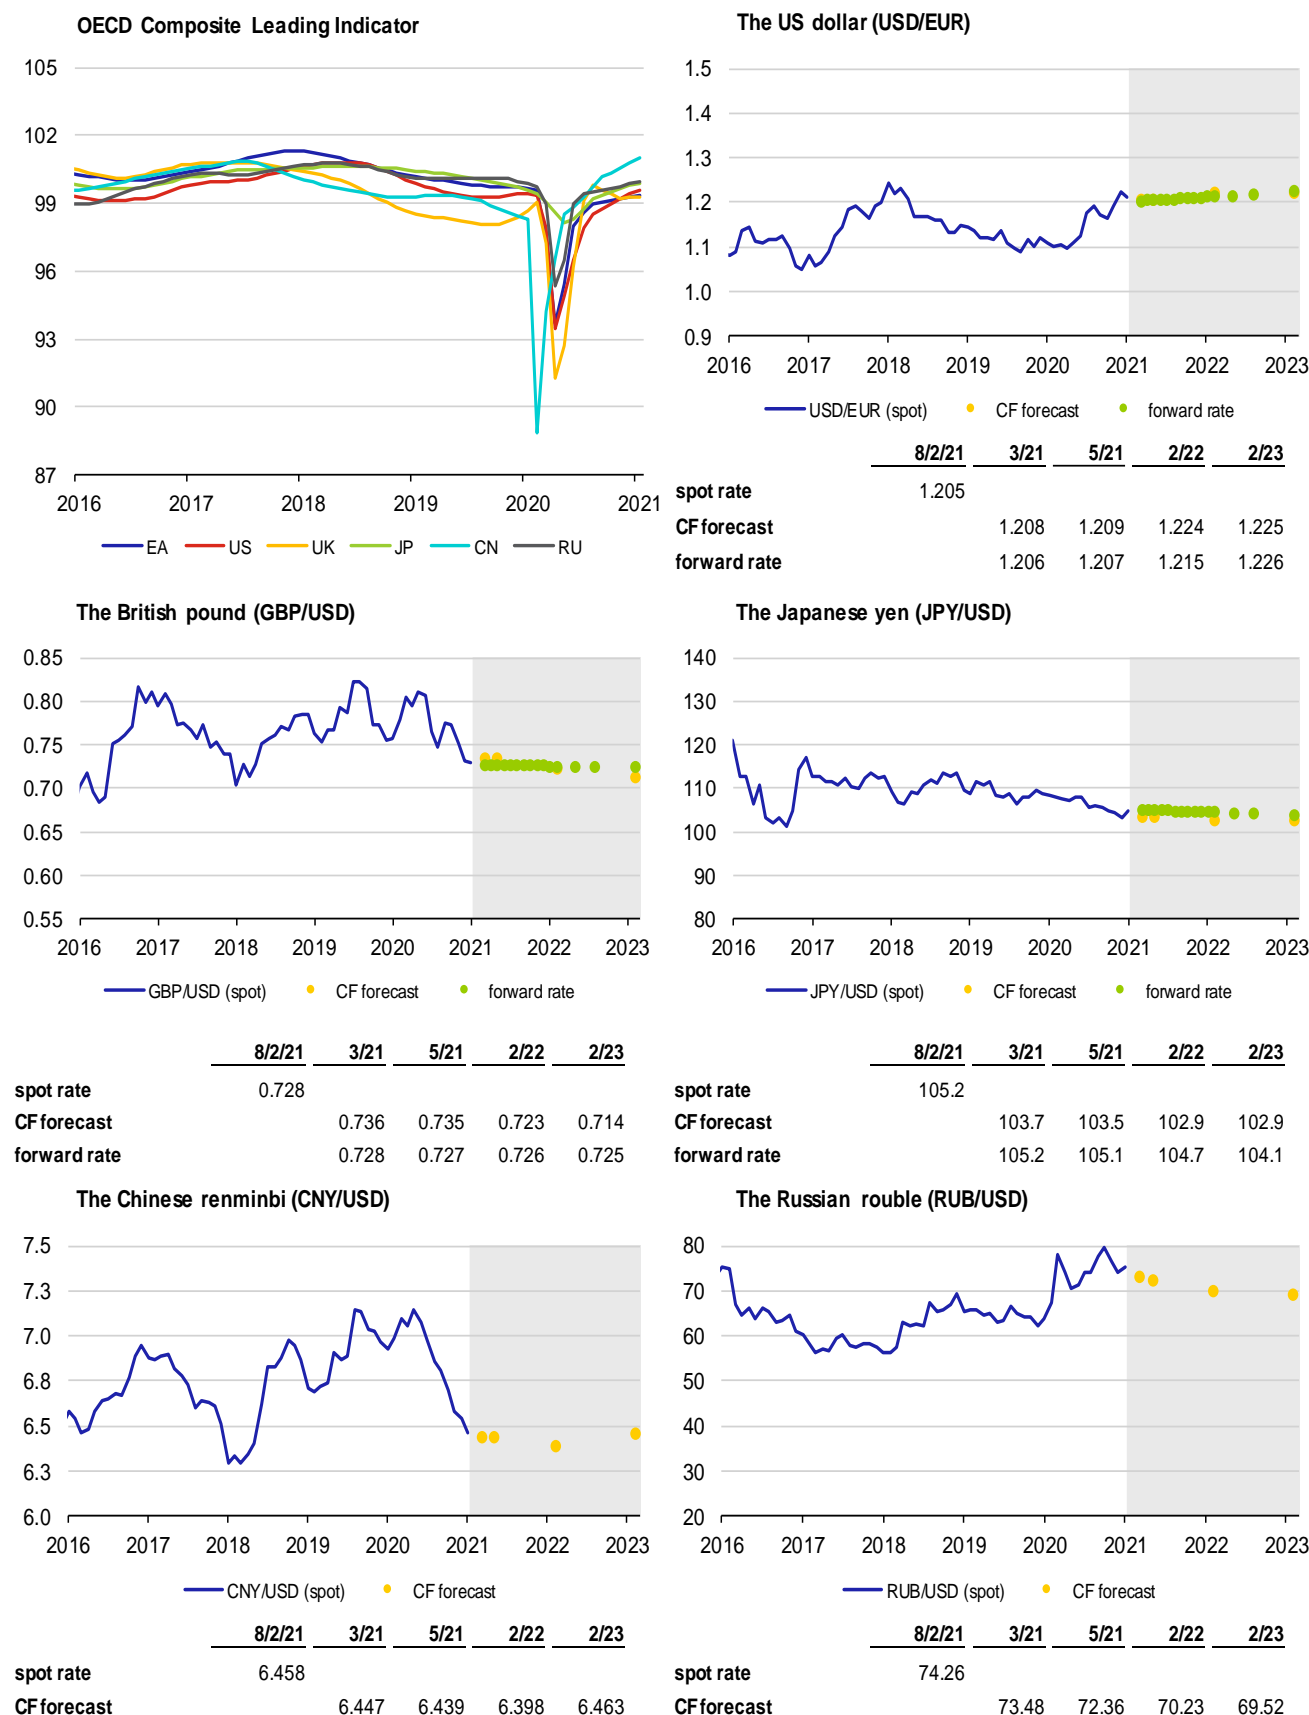 OECD Composite Leading Indicator
105
102
99
96
93
90
87
2016 2017 2018 2019 2020 2021
EA US UK JP CN RU
The US dollar (USD/EUR)
1.5
1.4
1.3
1.2
1.1
1.0
0.9
2016 2017 2018 2019 2020 2021 2022 2023
USD/EUR (spot) CF forecast forward rate
8/2/21 3/21 5/21 2/22 2/23
spot rate 1.205
CF forecast 1.208 1.209 1.224 1.225
forward rate 1.206 1.207 1.215 1.226
The British pound (GBP/USD)
0.85
0.80
0.75
0.70
0.65
0.60
0.55
2016 2017 2018 2019 2020 2021 2022 2023
GBP/USD (spot) CF forecast forward rate
8/2/21 3/21 5/21 2/22 2/23
spot rate 0.728
CF forecast 0.736 0.735 0.723 0.714
forward rate 0.728 0.727 0.726 0.725
The Japanese yen (JPY/USD)
140
130
120
110
100
90
80
2016 2017 2018 2019 2020 2021 2022 2023
JPY/USD (spot) CF forecast forward rate
8/2/21 3/21 5/21 2/22 2/23
spot rate 105.2
CF forecast 103.7 103.5 102.9 102.9
forward rate 105.2 105.1 104.7 104.1
The Chinese renminbi (CNY/USD)
7.5
7.3
7.0
6.8
6.5
6.3
6.0
2016 2017 2018 2019 2020 2021 2022 2023
CNY/USD (spot) CF forecast
8/2/21 3/21 5/21 2/22 2/23
spot rate 6.458
CF forecast 6.447 6.439 6.398 6.463
The Russian rouble (RUB/USD)
80
70
60
50
40
30
20
2016 2017 2018 2019 2020 2021 2022 2023
RUB/USD (spot) CF forecast
8/2/21 3/21 5/21 2/22 2/23
spot rate 74.26
CF forecast 73.48 72.36 70.23 69.52